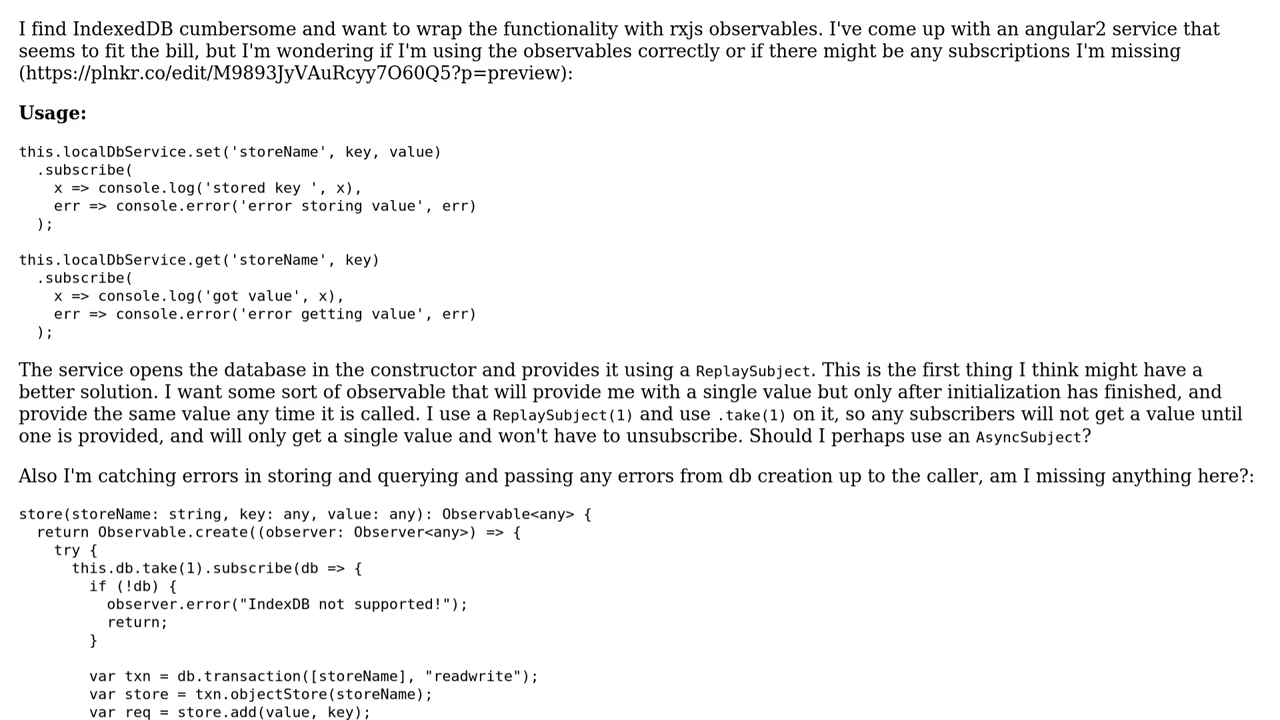 I find IndexedDB cumbersome and want to wrap the functionality with rxjs observables. I've come up with an angular2 service that
seems to fit the bill, but I'm wondering if I'm using the observables correctly or if there might be any subscriptions I'm missing
(https://plnkr.co/edit/M9893JyVAuRcyy7O60Q5?p=preview):
Usage:
this.localDbService.set('storeName', key, value)
  .subscribe(
    x => console.log('stored key ', x),
    err => console.error('error storing value', err)
  );
this.localDbService.get('storeName', key)
  .subscribe(
    x => console.log('got value', x),
    err => console.error('error getting value', err)
  );
The service opens the database in the constructor and provides it using a ReplaySubject. This is the first thing I think might have a
better solution. I want some sort of observable that will provide me with a single value but only after initialization has finished, and
provide the same value any time it is called. I use a ReplaySubject(1) and use .take(1) on it, so any subscribers will not get a value until
one is provided, and will only get a single value and won't have to unsubscribe. Should I perhaps use an AsyncSubject?
Also I'm catching errors in storing and querying and passing any errors from db creation up to the caller, am I missing anything here?:
store(storeName: string, key: any, value: any): Observable<any> {
  return Observable.create((observer: Observer<any>) => {
    try {
      this.db.take(1).subscribe(db => {
        if (!db) {
          observer.error("IndexDB not supported!");
          return;
        }
        var txn = db.transaction([storeName], "readwrite");
        var store = txn.objectStore(storeName);
        var req = store.add(value, key);